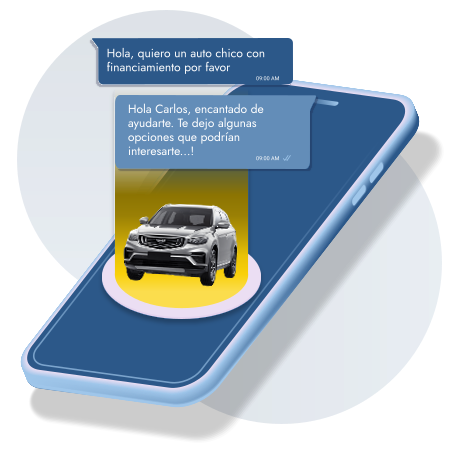 Hola, quiero un auto chico con
financiamiento por favor
09:00 AM
Hola Carlos, encantado de
ayudarte. Te dejo algunas
opciones que podrían
interesarte...!
09:00 AM